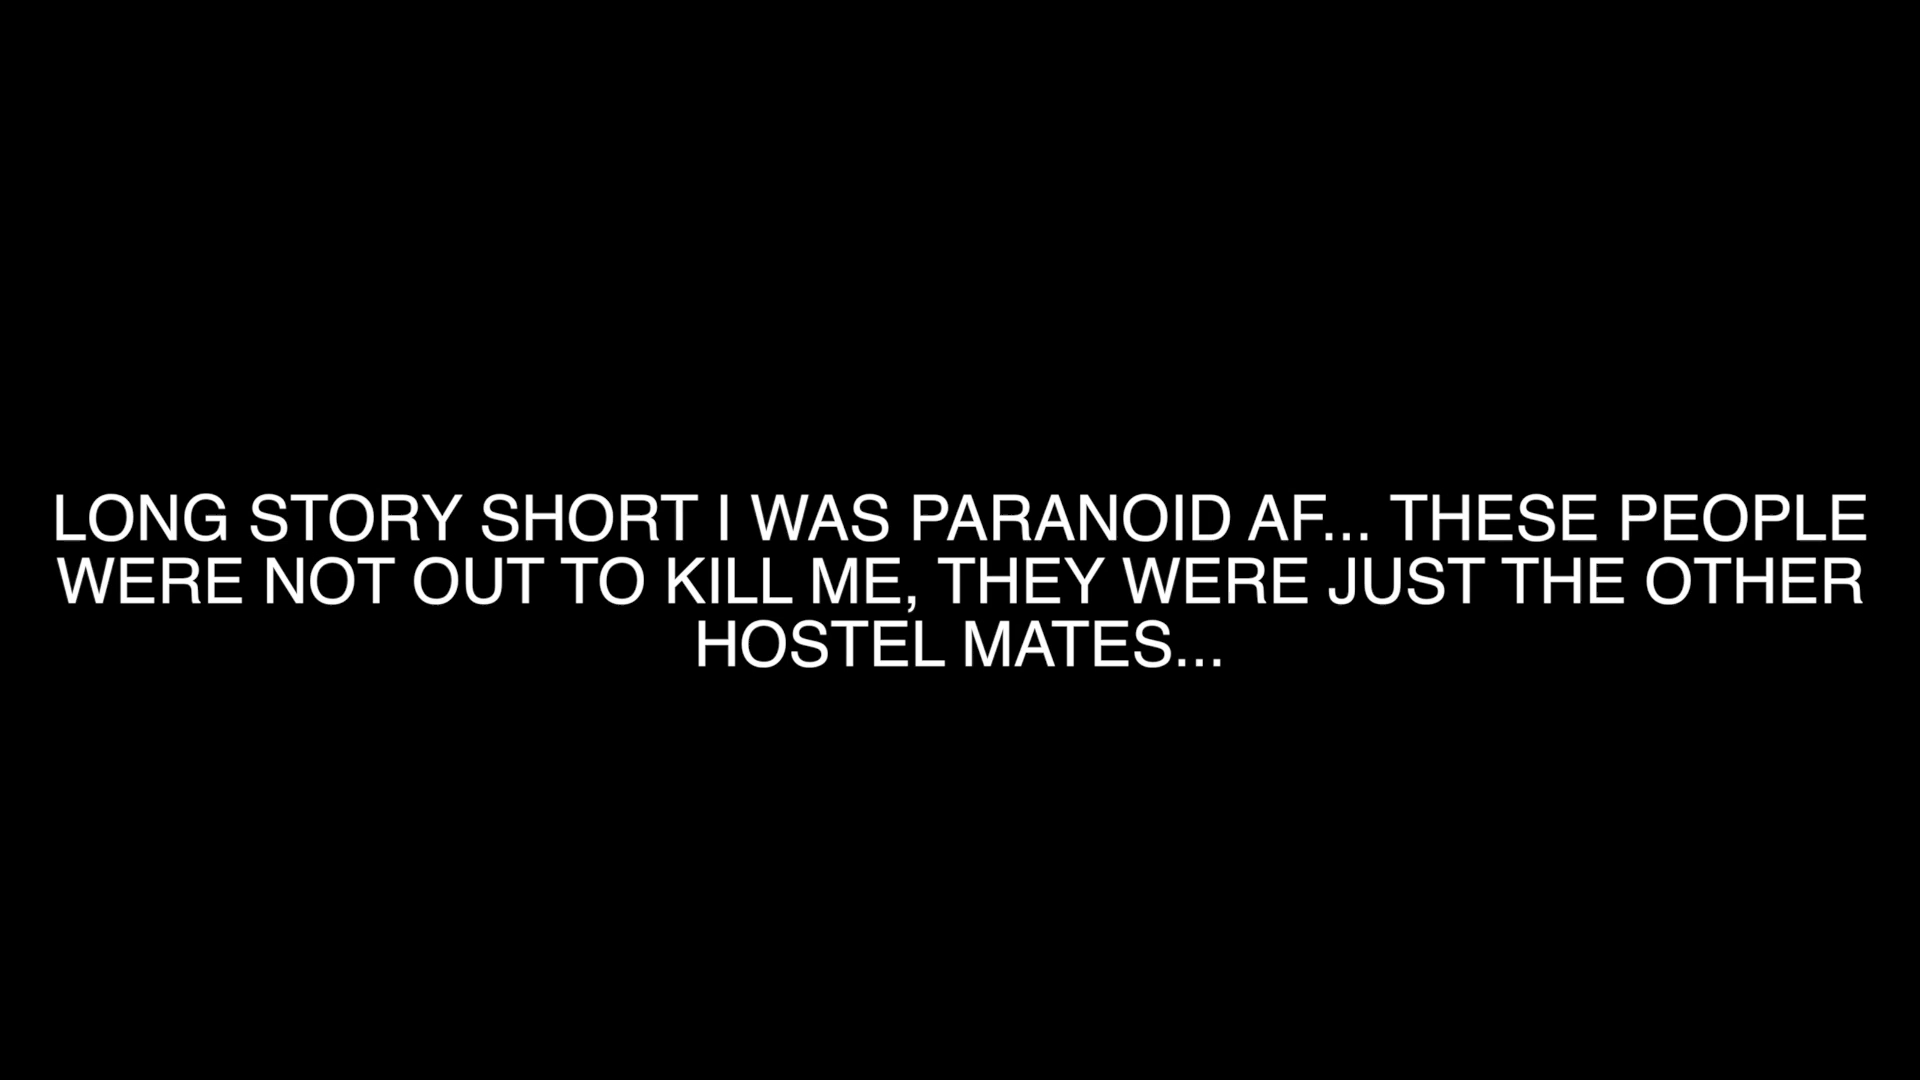 LONG STORY SHORT I WAS PARANOID AF... THESE PEOPLE
WERE NOT OUT TO KILL ME, THEY WERE JUST THE OTHER
HOSTEL MATES...